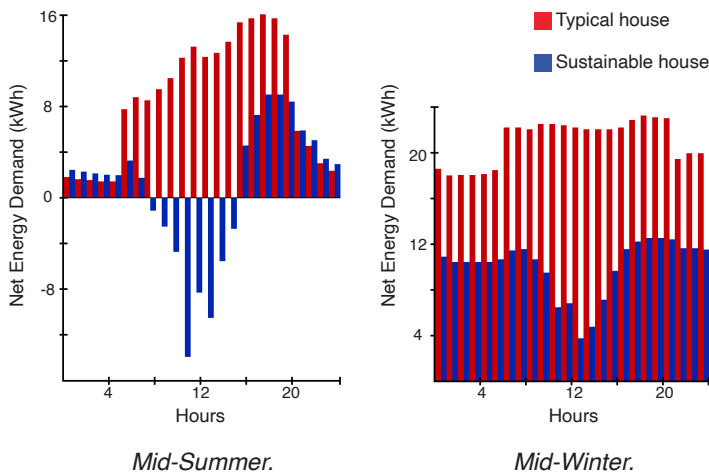 Typical house
Sustainable house
Net Energy Demand (kWh)
16
8
0
-8
4
12
20
Hours
Mid-Summer.
Net Energy Demand (kWh)
20
12
4
4
12
20
Hours
Mid-Winter.